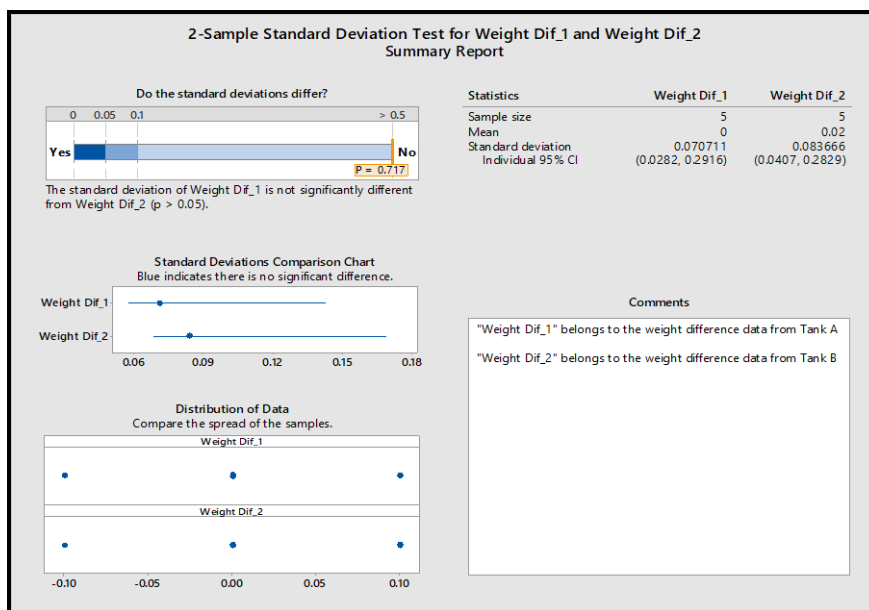 2-Sample Standard Deviation Test for Weight Dif_1 and Weight Dif_2
Summary Report
Do the standard deviations differ?
0 0.05 0.1 > 0.5
Yes No
P = 0.717
The standard deviation of Weight Dif_1 is not significantly different
from Weight Dif_2 (p > 0.05).
Statistics Weight Dif_1 Weight Dif_2
Sample size 5 5
Mean 0 0.02
Standard deviation 0.070711 0.083666
Individual 95% CI (0.0282, 0.2916) (0.0407, 0.2829)
Standard Deviations Comparison Chart
Blue indicates there is no significant difference.
Weight Dif_1
Weight Dif_2
0.06 0.09 0.12 0.15 0.18
Comments
"Weight Dif_1" belongs to the weight difference data from Tank A
"Weight Dif_2" belongs to the weight difference data from Tank B
Distribution of Data
Compare the spread of the samples.
Weight Dif_1
Weight Dif_2
-0.10 -0.05 0.00 0.05 0.10